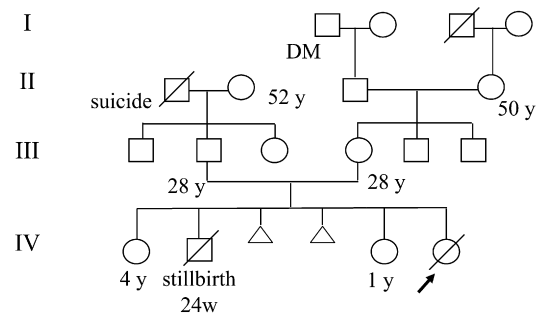 I
DM
II
suicide
52 y
50 y
III
28 y
28 y
IV
4 y
stillbirth
24w
1 y